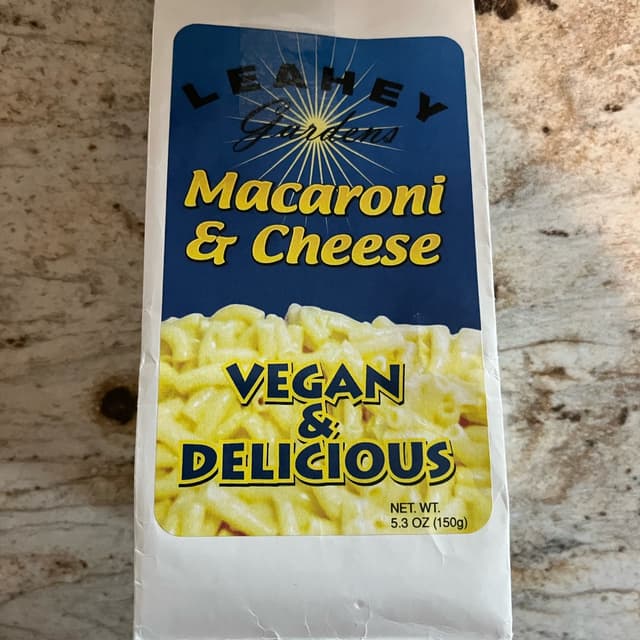 LEAHEY
Gardens
Macaroni
& Cheese
VEGAN
&
DELICIOUS
NET. WT.
5.3 OZ (150g)